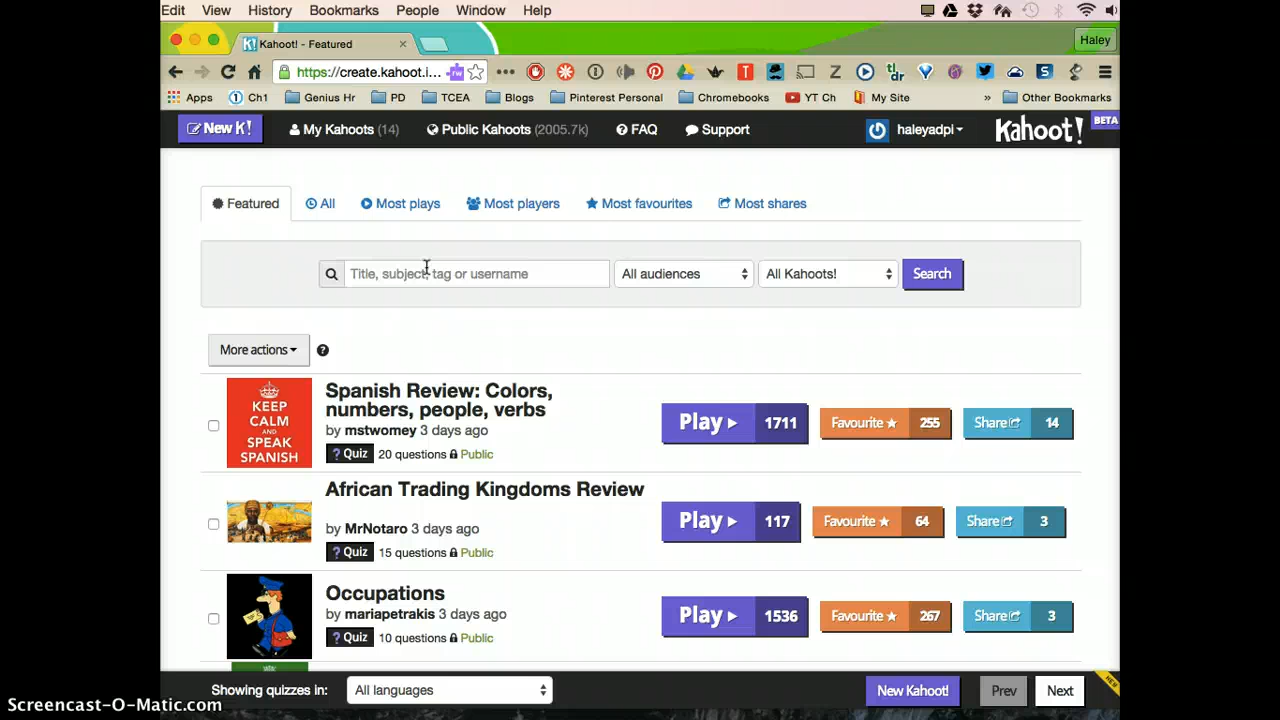 Edit View History Bookmarks People Window Help
K! Kahoot! - Featured × Haley
https://create.kahoot.i... rw
Apps 1 Ch1 Genius Hr PD TCEA Blogs Pinterest Personal Chromebooks YT Ch My Site » Other Bookmarks
New K! My Kahoots (14) Public Kahoots (2005.7k) FAQ Support haleyadpi Kahoot! BETA
Featured All Most plays Most players Most favourites Most shares
Title, subject, tag or username All audiences All Kahoots! Search
More actions ?
KEEP CALM AND SPEAK SPANISH
Spanish Review: Colors,
numbers, people, verbs
Play 1711 Favourite 255 Share 14
by mstwomey 3 days ago
? Quiz 20 questions Public
African Trading Kingdoms Review
Play 117 Favourite 64 Share 3
by MrNotaro 3 days ago
? Quiz 15 questions Public
Occupations
by mariapetrakis 3 days ago
Play 1536 Favourite 267 Share 3
? Quiz 10 questions Public
Showing quizzes in: All languages New Kahoot! Prev Next NEW
Screencast-O-Matic.com